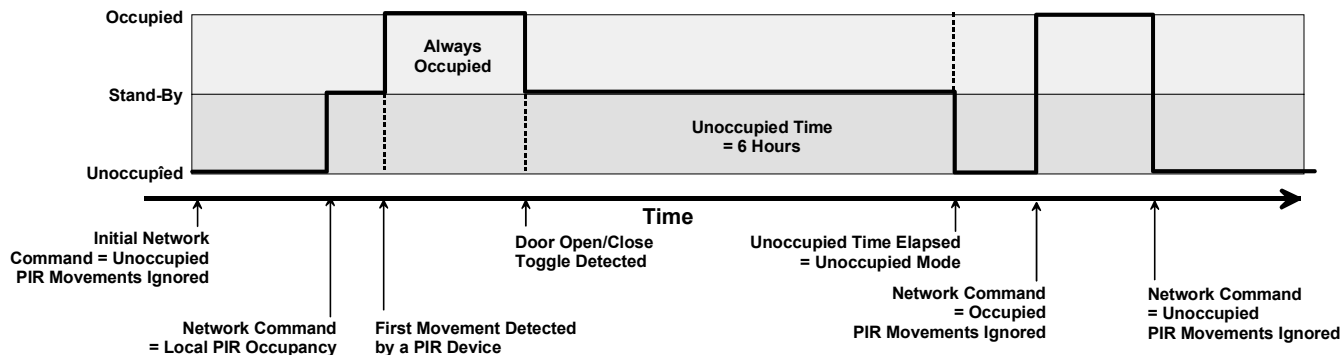 Occupied
Always
Occupied
Stand-By
Unoccupied Time
= 6 Hours
Unoccupied
Time
Initial Network
Command = Unoccupied
PIR Movements Ignored
Door Open/Close
Toggle Detected
Unoccupied Time Elapsed
= Unoccupied Mode
Network Command
= Local PIR Occupancy
First Movement Detected
by a PIR Device
Network Command
= Occupied
PIR Movements Ignored
Network Command
= Unoccupied
PIR Movements Ignored